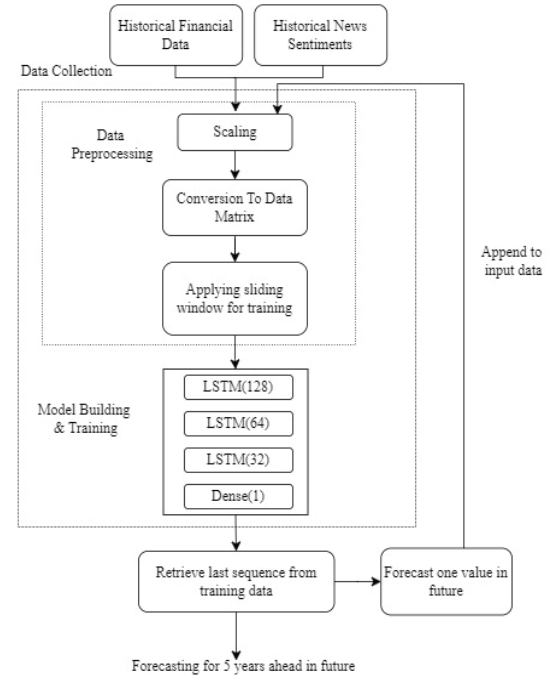 Historical Financial
Data
Historical News
Sentiments
Data Collection
Scaling
Data
Preprocessing
Conversion To Data
Matrix
Append to
input data
Applying sliding
window for training
LSTM(128)
Model Building
& Training
LSTM(64)
LSTM(32)
Dense(1)
Retrieve last sequence from
training data
Forecast one value in
future
Forecasting for 5 years ahead in future